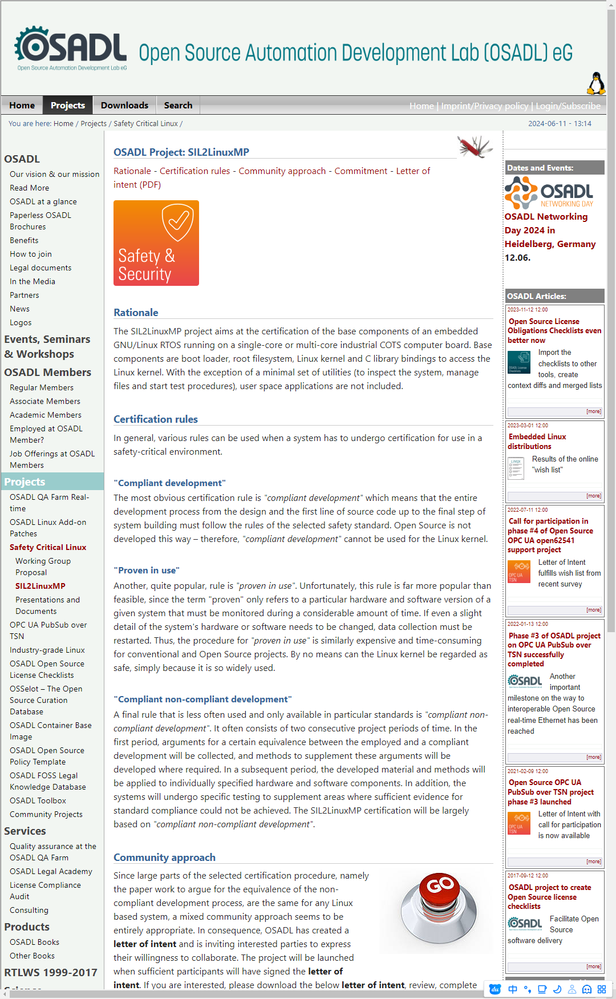 OSADL
Open Source Automation Development Lab eG
Open Source Automation Development Lab (OSADL) eG
Home
Projects
Downloads
Search
Home | Imprint/Privacy policy | Login/Subscribe
You are here: Home / Projects / Safety Critical Linux /
2024-06-11 - 13:14
OSADL
Our vision & our mission
Read More
OSADL at a glance
Paperless OSADL
Brochures
Benefits
How to join
Legal documents
In the Media
Partners
News
Logos
Events, Seminars
& Workshops
OSADL Members
Regular Members
Associate Members
Academic Members
Employed at OSADL
Member?
Job Offerings at OSADL
Members
Projects
OSADL QA Farm Real-
time
OSADL Linux Add-on
Patches
Safety Critical Linux
Working Group
Proposal
SIL2LinuxMP
Presentations and
Documents
OPC UA PubSub over
TSN
Industry-grade Linux
OSADL Open Source
License Checklists
OSSelot – The Open
Source Curation
Database
OSADL Container Base
Image
OSADL Open Source
Policy Template
OSADL FOSS Legal
Knowledge Database
OSADL Toolbox
Community Projects
Services
Quality assurance at the
OSADL QA Farm
OSADL Legal Academy
License Compliance
Audit
Consulting
Products
OSADL Books
Other Books
RTLWS 1999-2017
OSADL Project: SIL2LinuxMP
Rationale - Certification rules - Community approach - Commitment - Letter of
intent (PDF)
Safety &
Security
Rationale
The SIL2LinuxMP project aims at the certification of the base components of an embedded
GNU/Linux RTOS running on a single-core or multi-core industrial COTS computer board. Base
components are boot loader, root filesystem, Linux kernel and C library bindings to access the
Linux kernel. With the exception of a minimal set of utilities (to inspect the system, manage
files and start test procedures), user space applications are not included.
Certification rules
In general, various rules can be used when a system has to undergo certification for use in a
safety-critical environment.
"Compliant development"
The most obvious certification rule is "compliant development" which means that the entire
development process from the design and the first line of source code up to the final step of
system building must follow the rules of the selected safety standard. Open Source is not
developed this way – therefore, "compliant development" cannot be used for the Linux kernel.
"Proven in use"
Another, quite popular, rule is "proven in use". Unfortunately, this rule is far more popular than
feasible, since the term "proven" only refers to a particular hardware and software version of a
given system that must be monitored during a considerable amount of time. If even a slight
detail of the system's hardware or software needs to be changed, data collection must be
restarted. Thus, the procedure for "proven in use" is similarly expensive and time-consuming
for conventional and Open Source projects. By no means can the Linux kernel be regarded as
safe, simply because it is so widely used.
"Compliant non-compliant development"
A final rule that is less often used and only available in particular standards is "compliant non-
compliant development". It often consists of two consecutive project periods of time. In the
first period, arguments for a certain equivalence between the employed and a compliant
development will be collected, and methods to supplement these arguments will be
developed where required. In a subsequent period, the developed material and methods will
be applied to individually specified hardware and software components. In addition, the
systems will undergo specific testing to supplement areas where sufficient evidence for
standard compliance could not be achieved. The SIL2LinuxMP certification will be largely
based on "compliant non-compliant development".
Community approach
Since large parts of the selected certification procedure, namely
the paper work to argue for the equivalence of the non-
compliant development process, are the same for any Linux
based system, a mixed community approach seems to be
entirely appropriate. In consequence, OSADL has created a
letter of intent and is inviting interested parties to express
their willingness to collaborate. The project will be launched
when sufficient participants will have signed the letter of
intent. If you are interested, please download the below letter of intent, review, complete
GO
Dates and Events:
OSADL
NETWORKING DAY
OSADL Networking
Day 2024 in
Heidelberg, Germany
12.06.
OSADL Articles:
2023-11-12 12:00
Open Source License
Obligations Checklists even
better now
OSADL License
Checklists
Import the
checklists to other
tools, create
context diffs and merged lists
[more]
2023-03-01 12:00
Embedded Linux
distributions
LINUX
Results of the online
"wish list"
[more]
2022-07-11 12:00
Call for participation in
phase #4 of Open Source
OPC UA open62541
support project
OPC UA
TSN
Letter of Intent
fulfills wish list from
recent survey
[more]
2022-01-13 12:00
Phase #3 of OSADL project
on OPC UA PubSub over
TSN successfully
completed
OSADL
Another
important
milestone on the way to
interoperable Open Source
real-time Ethernet has been
reached
[more]
2021-02-09 12:00
Open Source OPC UA
PubSub over TSN project
phase #3 launched
OPC UA
TSN
Letter of Intent with
call for participation
is now available
[more]
2017-09-12 12:00
OSADL project to create
Open Source license
checklists
OSADL
Facilitate Open
Source
software delivery
[more]
du
中